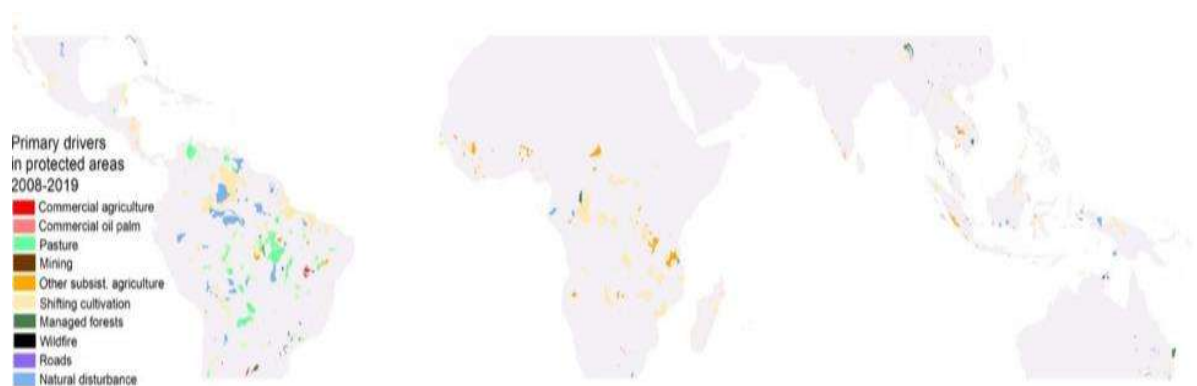 Primary drivers
in protected areas
2008-2019
Commercial agriculture
Commercial oil palm
Pasture
Mining
Other subsist. agriculture
Shifting cultivation
Managed forests
Wildfire
Roads
Natural disturbance